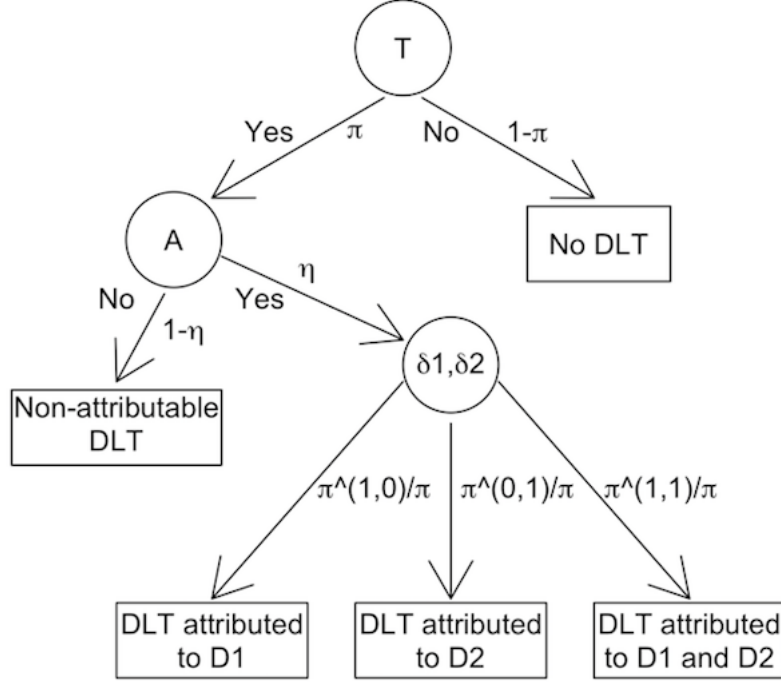 T
Yes
π
No
1-π
A
No DLT
No
1-η
Yes
η
δ1,δ2
Non-attributable
DLT
π^(1,0)/π
π^(0,1)/π
π^(1,1)/π
DLT attributed
to D1
DLT attributed
to D2
DLT attributed
to D1 and D2